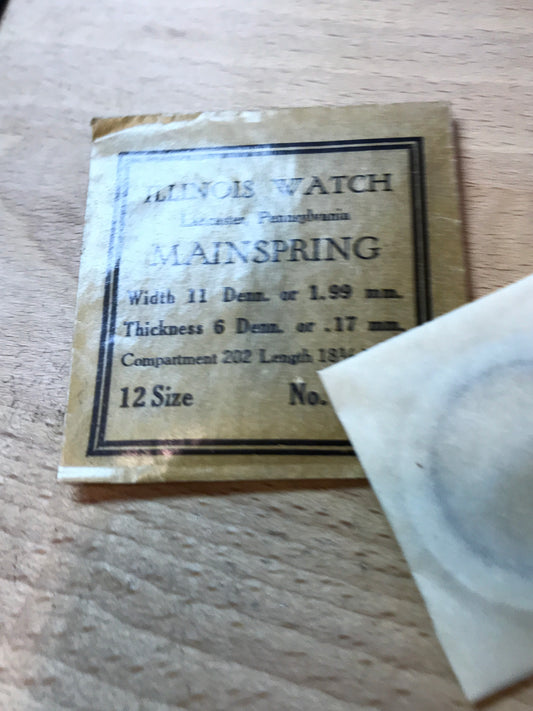 ILLINOIS WATCH
Lancaster, Pennsylvania
MAINSPRING
Width 11 Denn. or 1.99 mm.
Thickness 6 Denn. or .17 mm.
Compartment 202 Length
12 Size No.